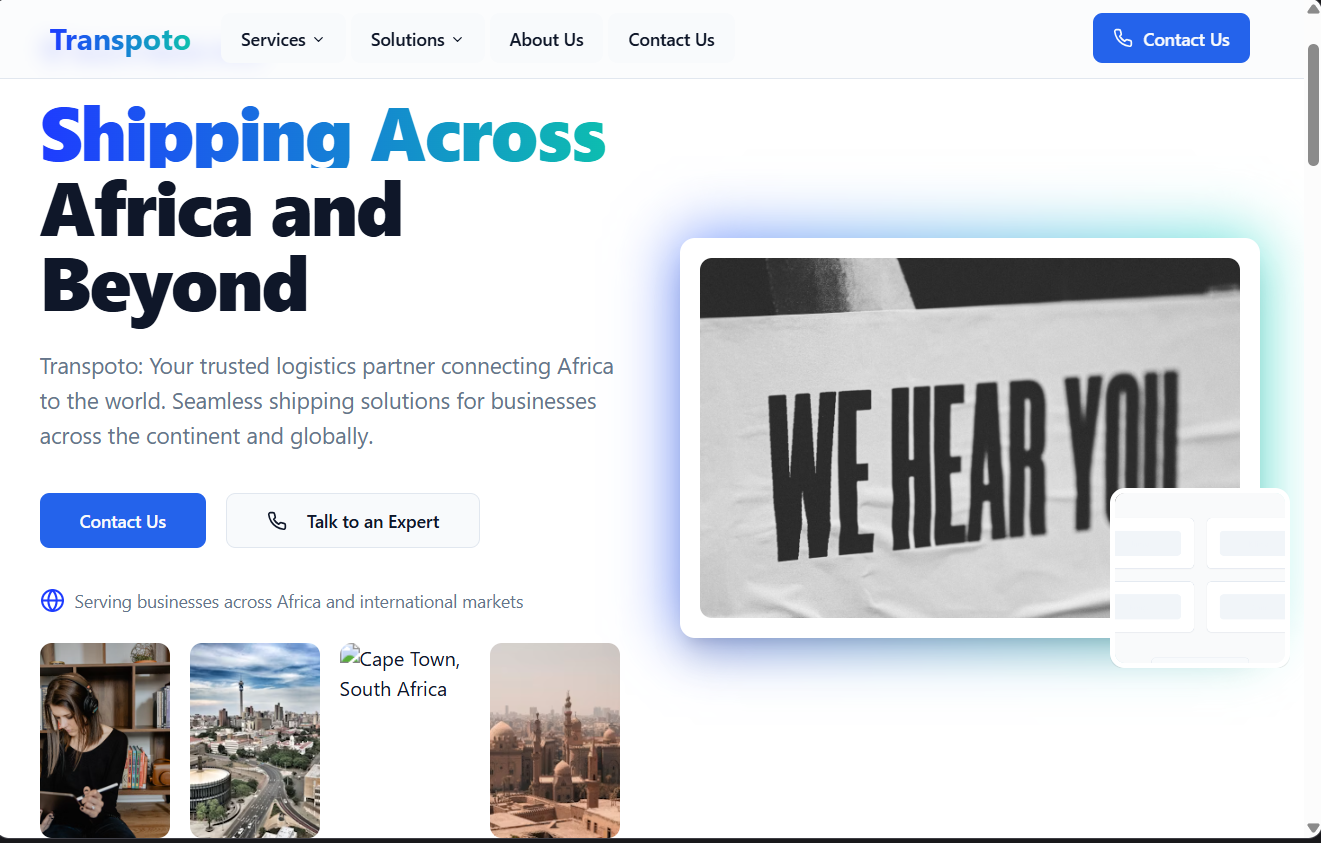 Transpoto
Services
Solutions
About Us
Contact Us
Contact Us
Shipping Across
Africa and
Beyond
Transpoto: Your trusted logistics partner connecting Africa
to the world. Seamless shipping solutions for businesses
across the continent and globally.
Contact Us
Talk to an Expert
Serving businesses across Africa and international markets
Cape Town,
South Africa
WE HEAR YOU